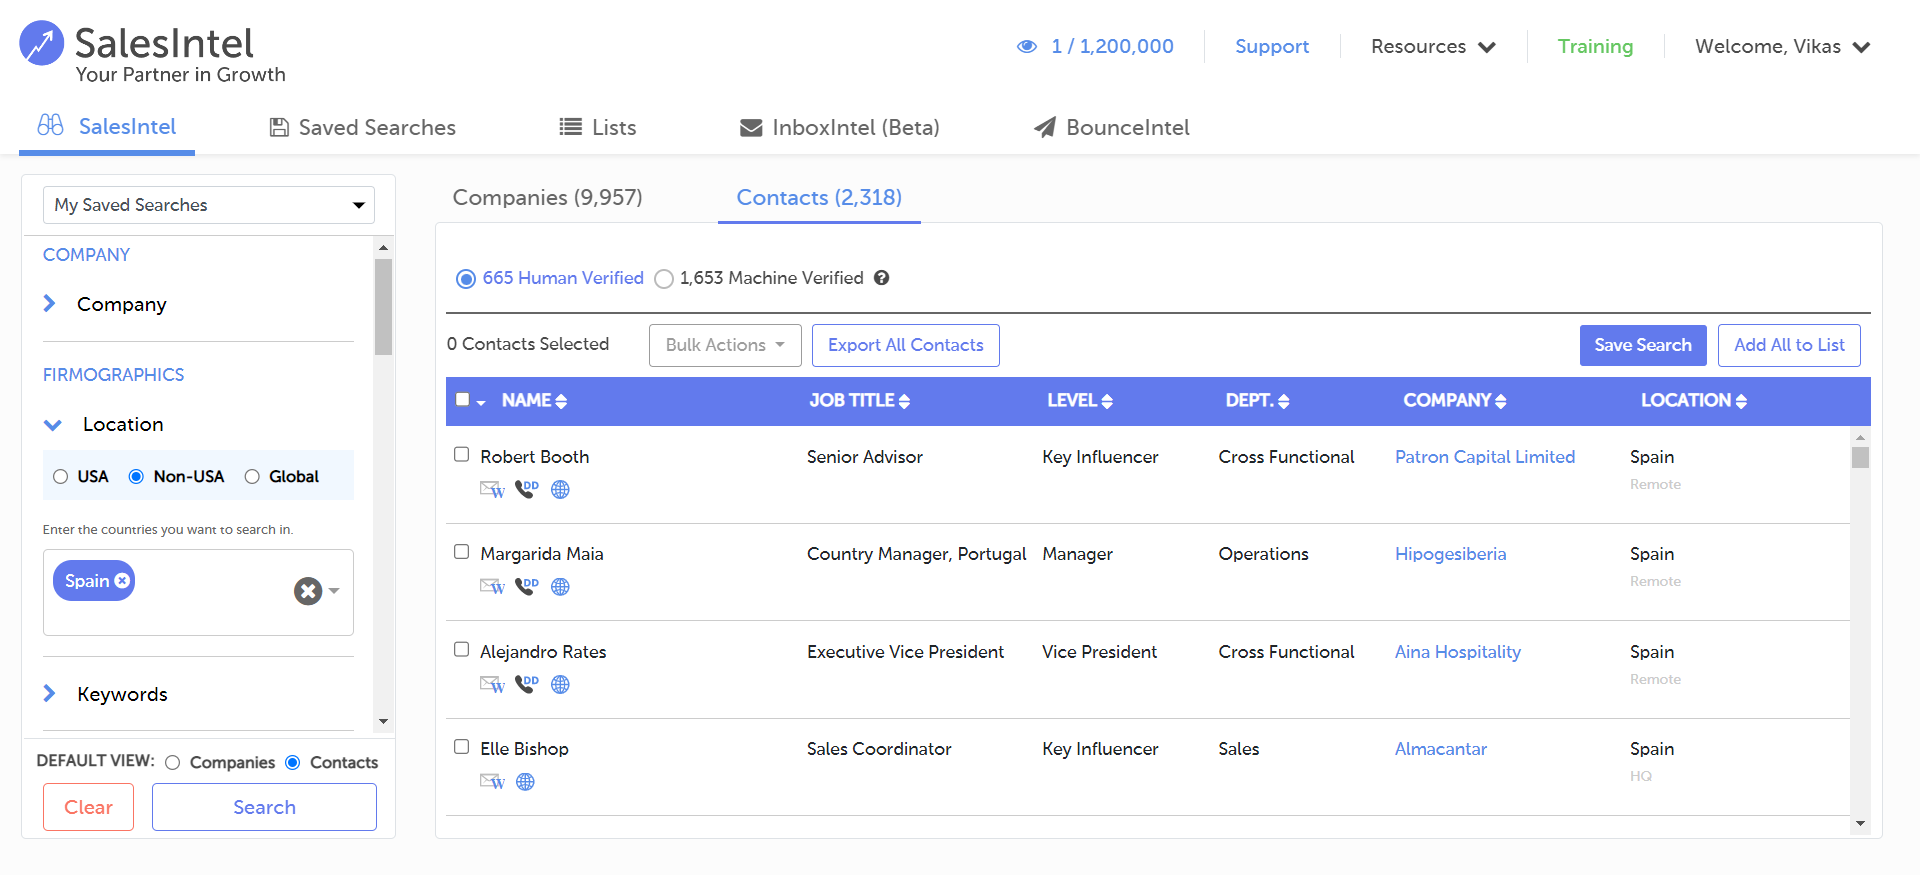 SalesIntel
Your Partner in Growth
1 / 1,200,000
Support
Resources
Training
Welcome, Vikas
SalesIntel
Saved Searches
Lists
InboxIntel (Beta)
BounceIntel
My Saved Searches
COMPANY
Company
FIRMOGRAPHICS
Location
USA Non-USA Global
Enter the countries you want to search in.
Spain
Keywords
DEFAULT VIEW: Companies Contacts
Clear Search
Companies (9,957) Contacts (2,318)
665 Human Verified 1,653 Machine Verified ?
0 Contacts Selected Bulk Actions Export All Contacts Save Search Add All to List
NAME JOB TITLE LEVEL DEPT. COMPANY LOCATION
Robert Booth Senior Advisor Key Influencer Cross Functional Patron Capital Limited Spain
W DD Remote
Margarida Maia Country Manager, Portugal Manager Operations Hipogesiberia Spain
W DD Remote
Alejandro Rates Executive Vice President Vice President Cross Functional Aina Hospitality Spain
W DD Remote
Elle Bishop Sales Coordinator Key Influencer Sales Almacantar Spain
W HQ